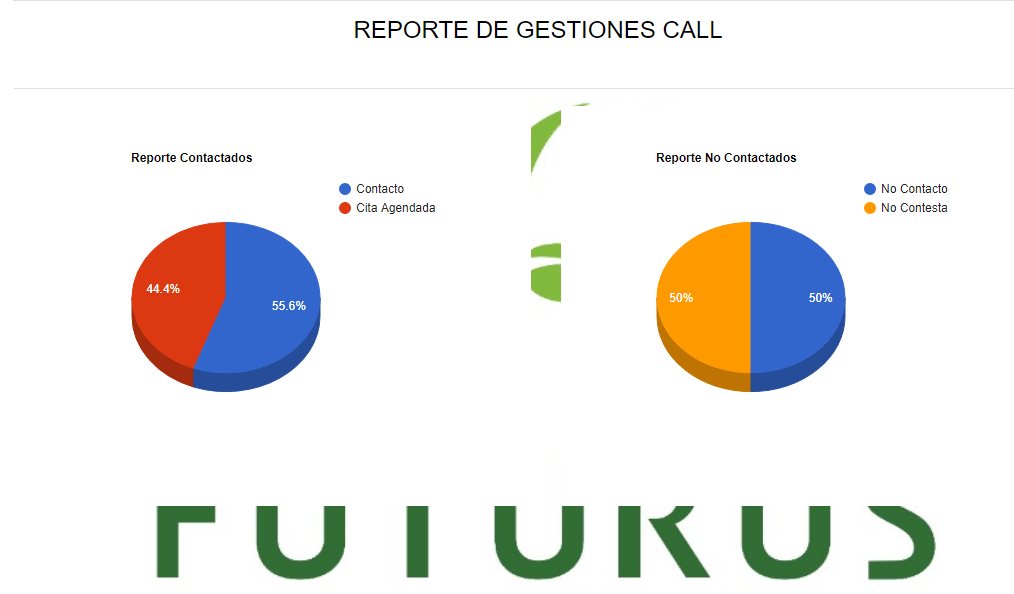 REPORTE DE GESTIONES CALL
Reporte Contactados
Contacto
Cita Agendada
44.4%
55.6%
Reporte No Contactados
No Contacto
No Contesta
50%
50%
FUTURUS